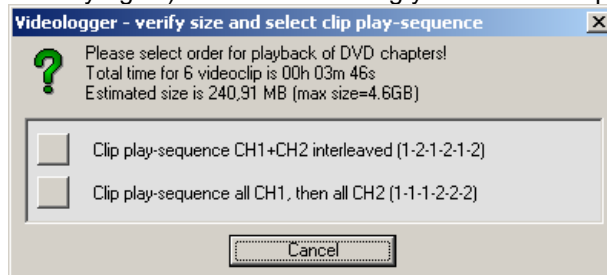 Videologger - verify size and select clip play-sequence
Please select order for playback of DVD chapters!
Total time for 6 videoclip is 00h 03m 46s
Estimated size is 240,91 MB (max size=4.6GB)
Clip play-sequence CH1+CH2 interleaved (1-2-1-2-1-2)
Clip play-sequence all CH1, then all CH2 (1-1-1-2-2-2)
Cancel